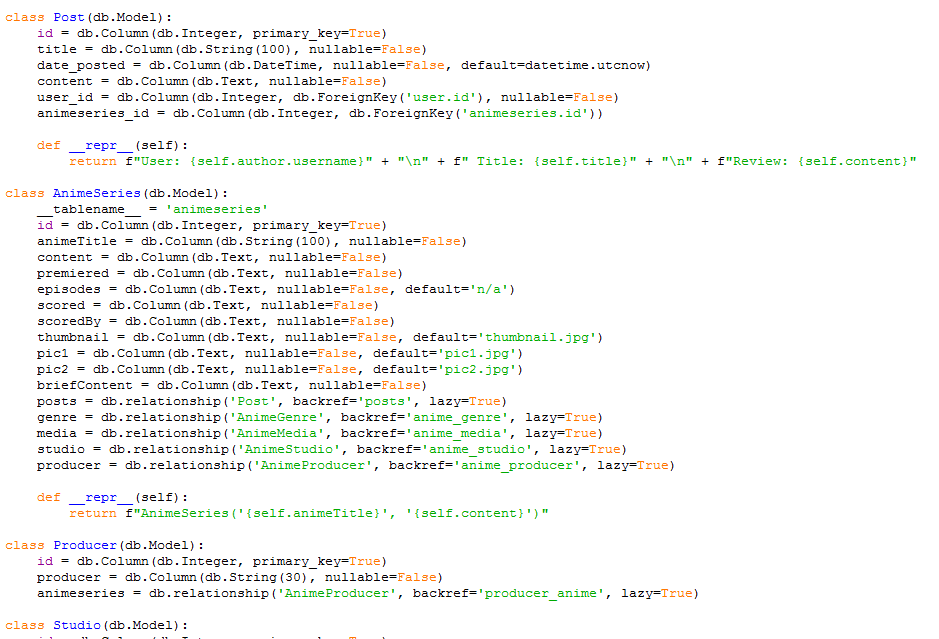 class Post(db.Model):
    id = db.Column(db.Integer, primary_key=True)
    title = db.Column(db.String(100), nullable=False)
    date_posted = db.Column(db.DateTime, nullable=False, default=datetime.utcnow)
    content = db.Column(db.Text, nullable=False)
    user_id = db.Column(db.Integer, db.ForeignKey('user.id'), nullable=False)
    animeseries_id = db.Column(db.Integer, db.ForeignKey('animeseries.id'))

    def __repr__(self):
        return f"User: {self.author.username}" + "\n" + f" Title: {self.title}" + "\n" + f"Review: {self.content}"

class AnimeSeries(db.Model):
    __tablename__ = 'animeseries'
    id = db.Column(db.Integer, primary_key=True)
    animeTitle = db.Column(db.String(100), nullable=False)
    content = db.Column(db.Text, nullable=False)
    premiered = db.Column(db.Text, nullable=False)
    episodes = db.Column(db.Text, nullable=False, default='n/a')
    scored = db.Column(db.Text, nullable=False)
    scoredBy = db.Column(db.Text, nullable=False)
    thumbnail = db.Column(db.Text, nullable=False, default='thumbnail.jpg')
    pic1 = db.Column(db.Text, nullable=False, default='pic1.jpg')
    pic2 = db.Column(db.Text, nullable=False, default='pic2.jpg')
    briefContent = db.Column(db.Text, nullable=False)
    posts = db.relationship('Post', backref='posts', lazy=True)
    genre = db.relationship('AnimeGenre', backref='anime_genre', lazy=True)
    media = db.relationship('AnimeMedia', backref='anime_media', lazy=True)
    studio = db.relationship('AnimeStudio', backref='anime_studio', lazy=True)
    producer = db.relationship('AnimeProducer', backref='anime_producer', lazy=True)

    def __repr__(self):
        return f"AnimeSeries('{self.animeTitle}', '{self.content}')"

class Producer(db.Model):
    id = db.Column(db.Integer, primary_key=True)
    producer = db.Column(db.String(30), nullable=False)
    animeseries = db.relationship('AnimeProducer', backref='producer_anime', lazy=True)

class Studio(db.Model):